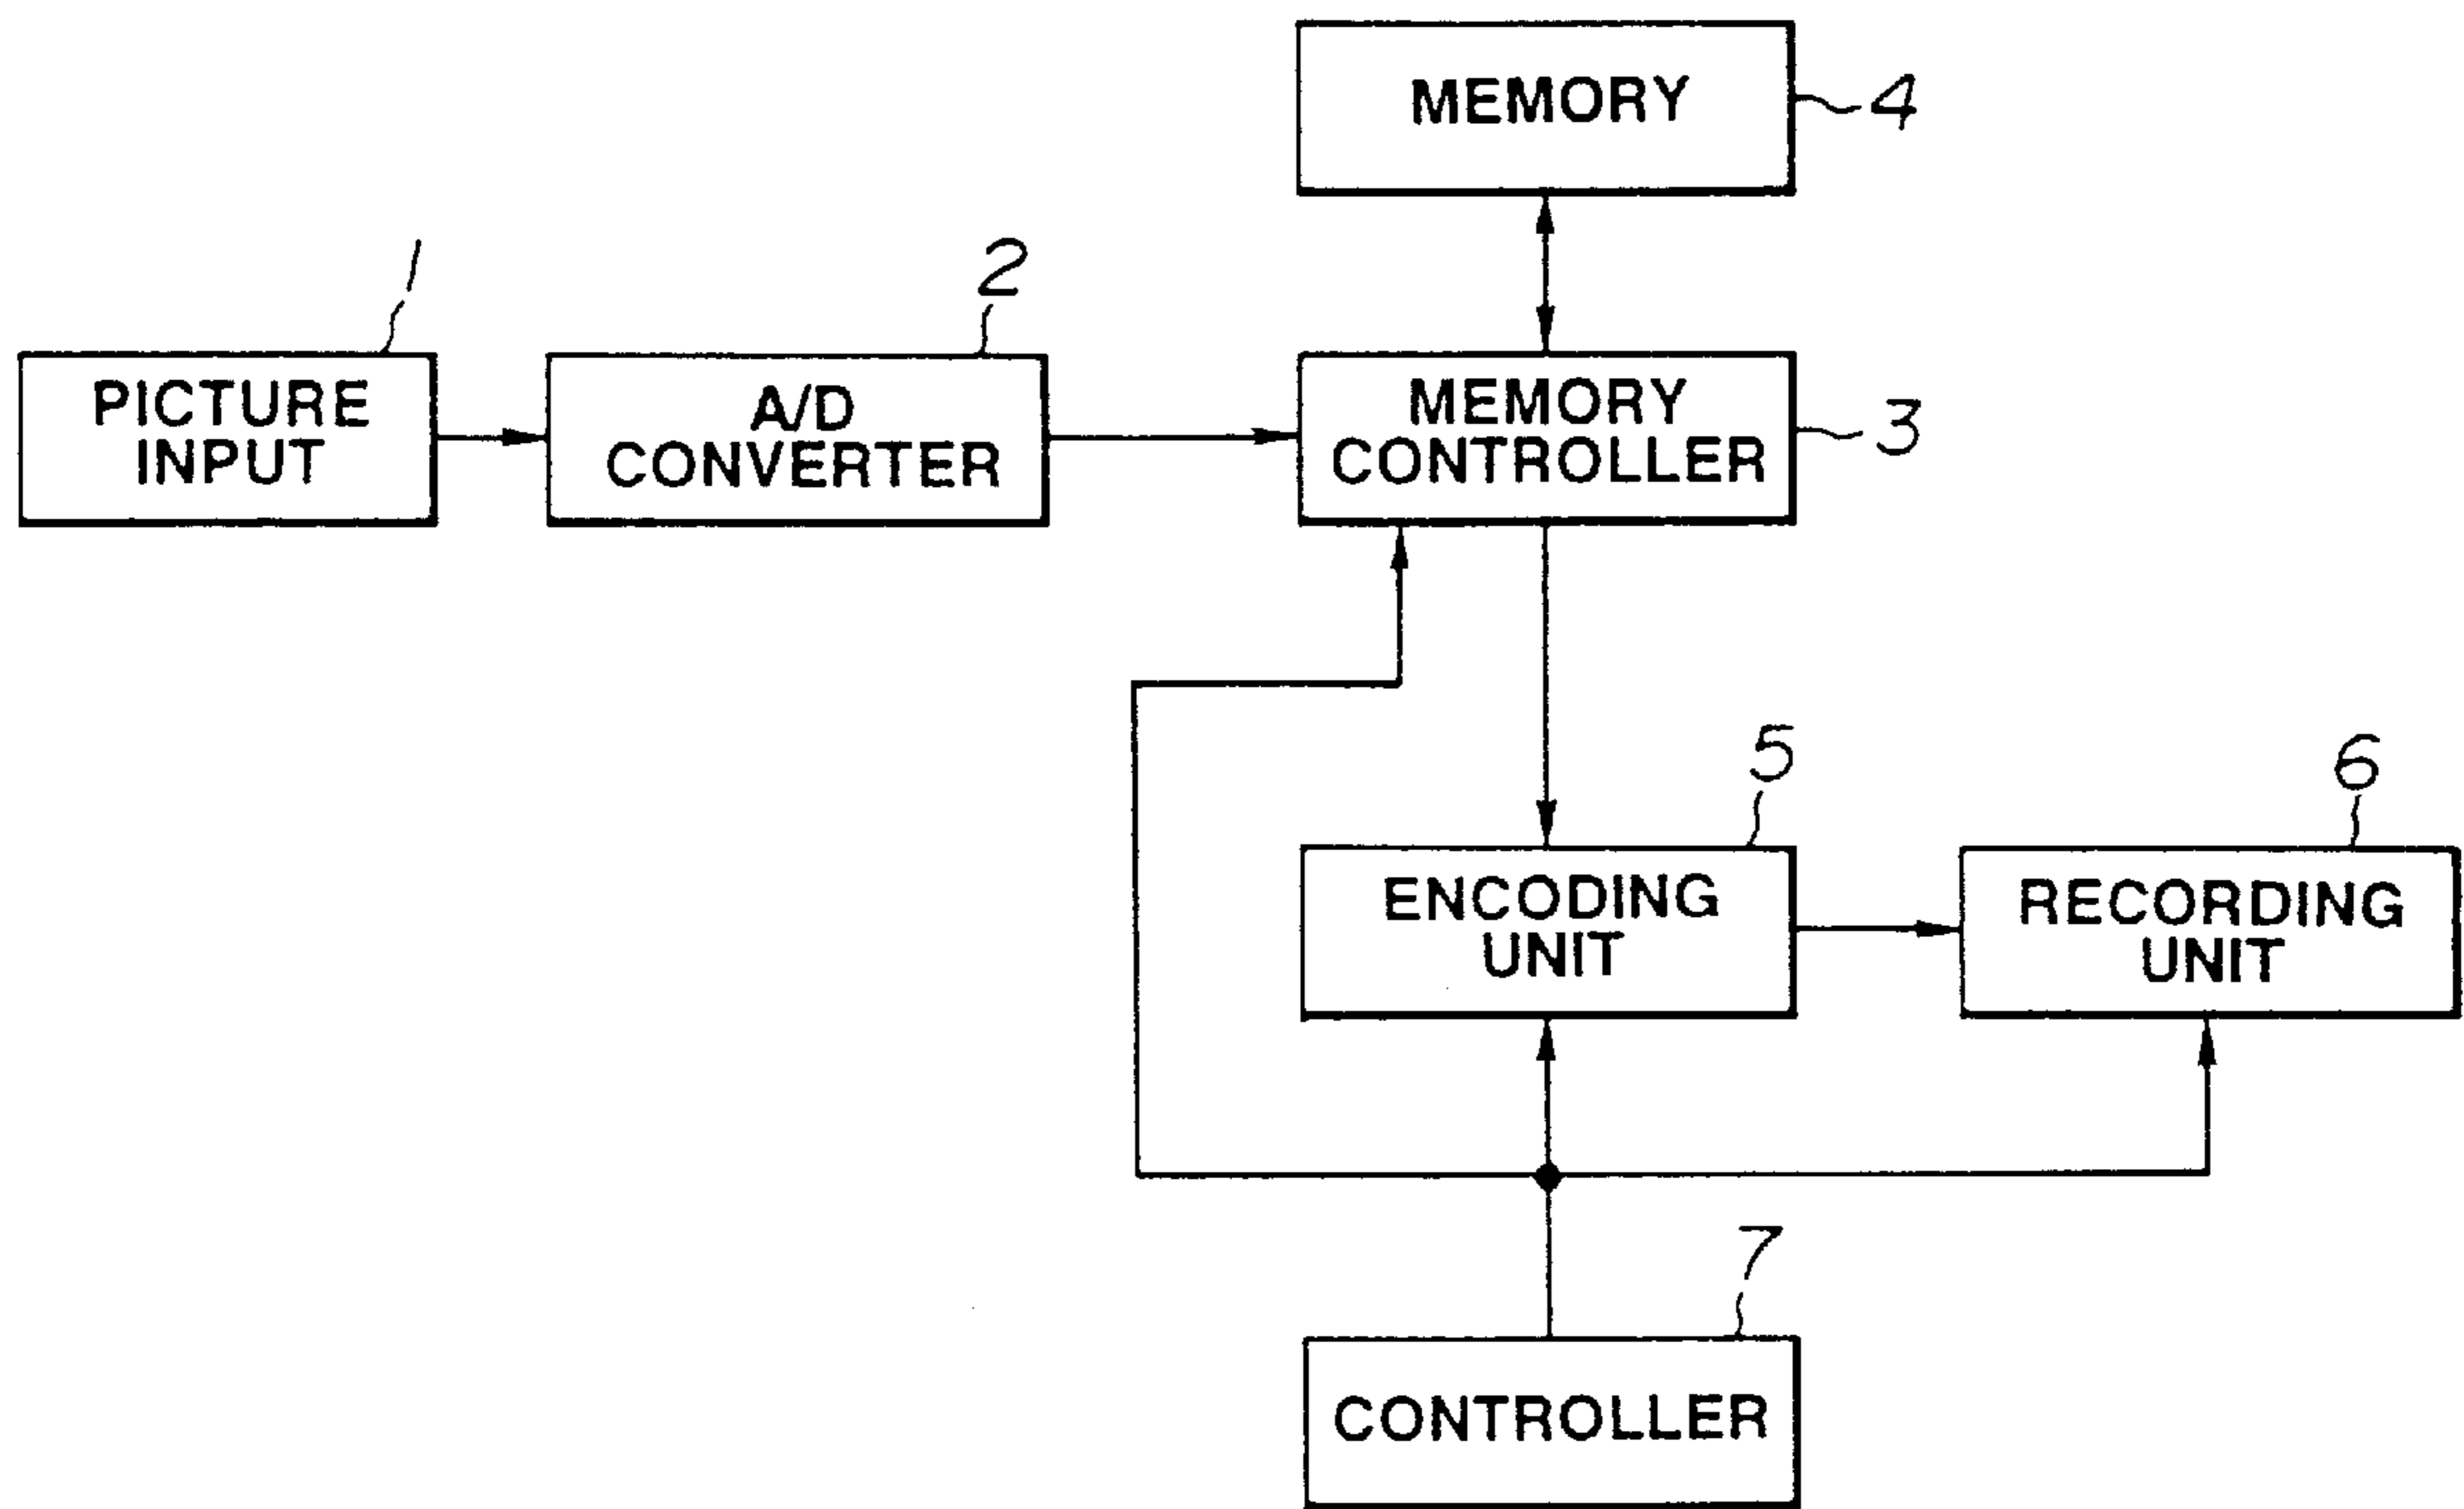 MEMORY
4
1
2
PICTURE
INPUT
A/D
CONVERTER
MEMORY
CONTROLLER
3
5
6
ENCODING
UNIT
RECORDING
UNIT
7
CONTROLLER